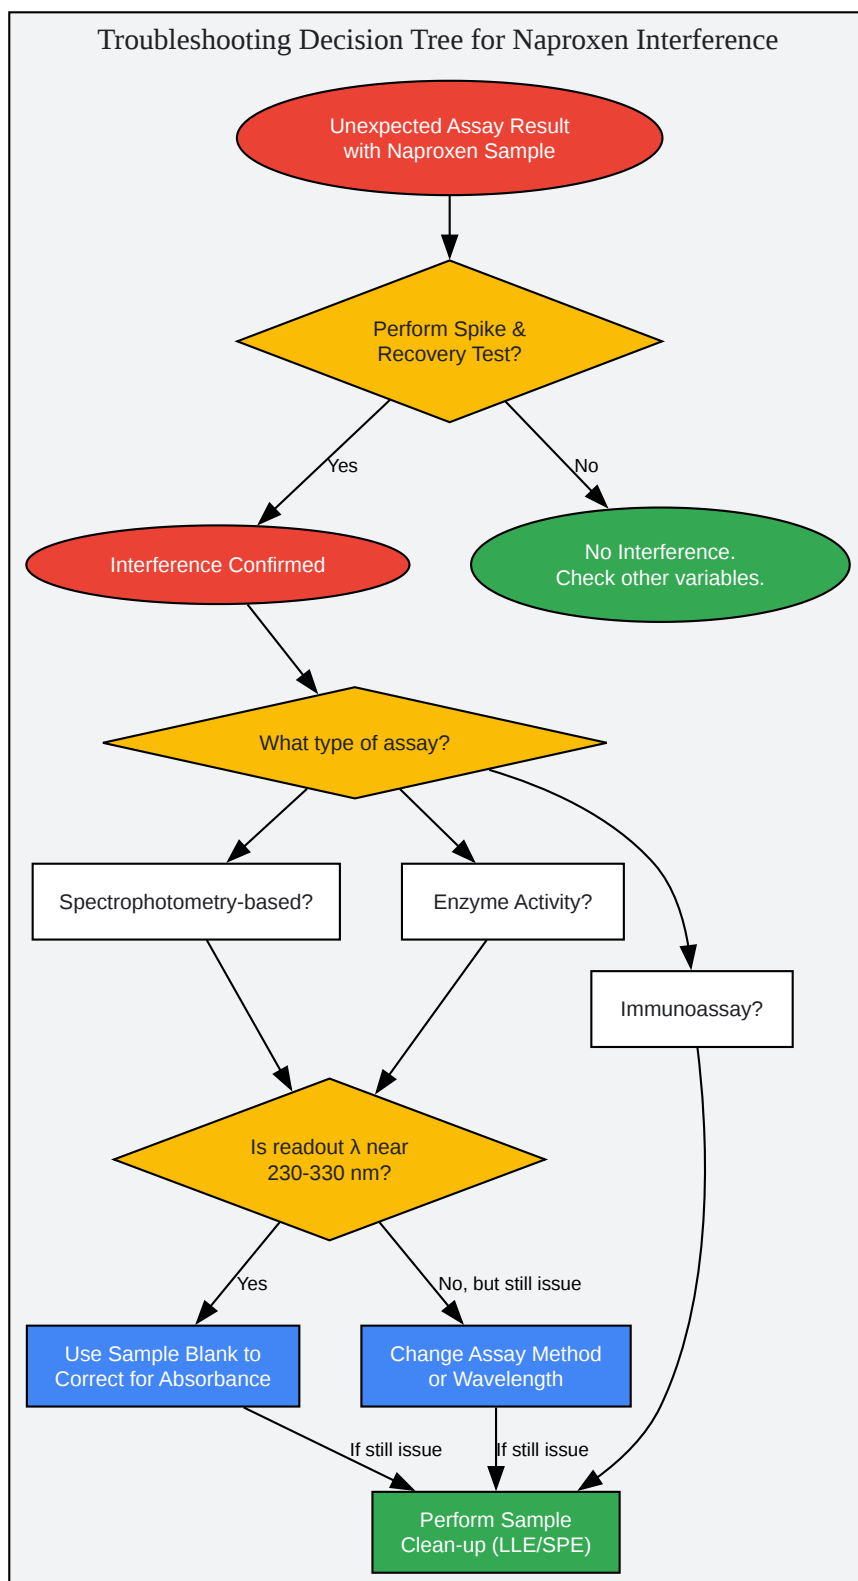 Troubleshooting Decision Tree for Naproxen Interference
Unexpected Assay Result
with Naproxen Sample
Perform Spike &
Recovery Test?
Yes
No
Interference Confirmed
No Interference.
Check other variables.
What type of assay?
Spectrophotometry-based?
Enzyme Activity?
Immunoassay?
Is readout λ near
230-330 nm?
Yes
No, but still issue
Use Sample Blank to
Correct for Absorbance
Change Assay Method
or Wavelength
If still issue
If still issue
Perform Sample
Clean-up (LLE/SPE)